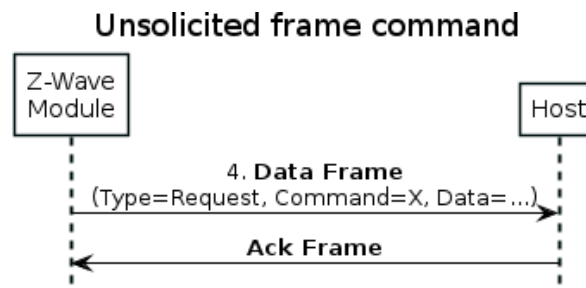 Unsolicited frame command
Z-Wave
Module
Host
4. Data Frame
(Type=Request, Command=X, Data=...)
Ack Frame